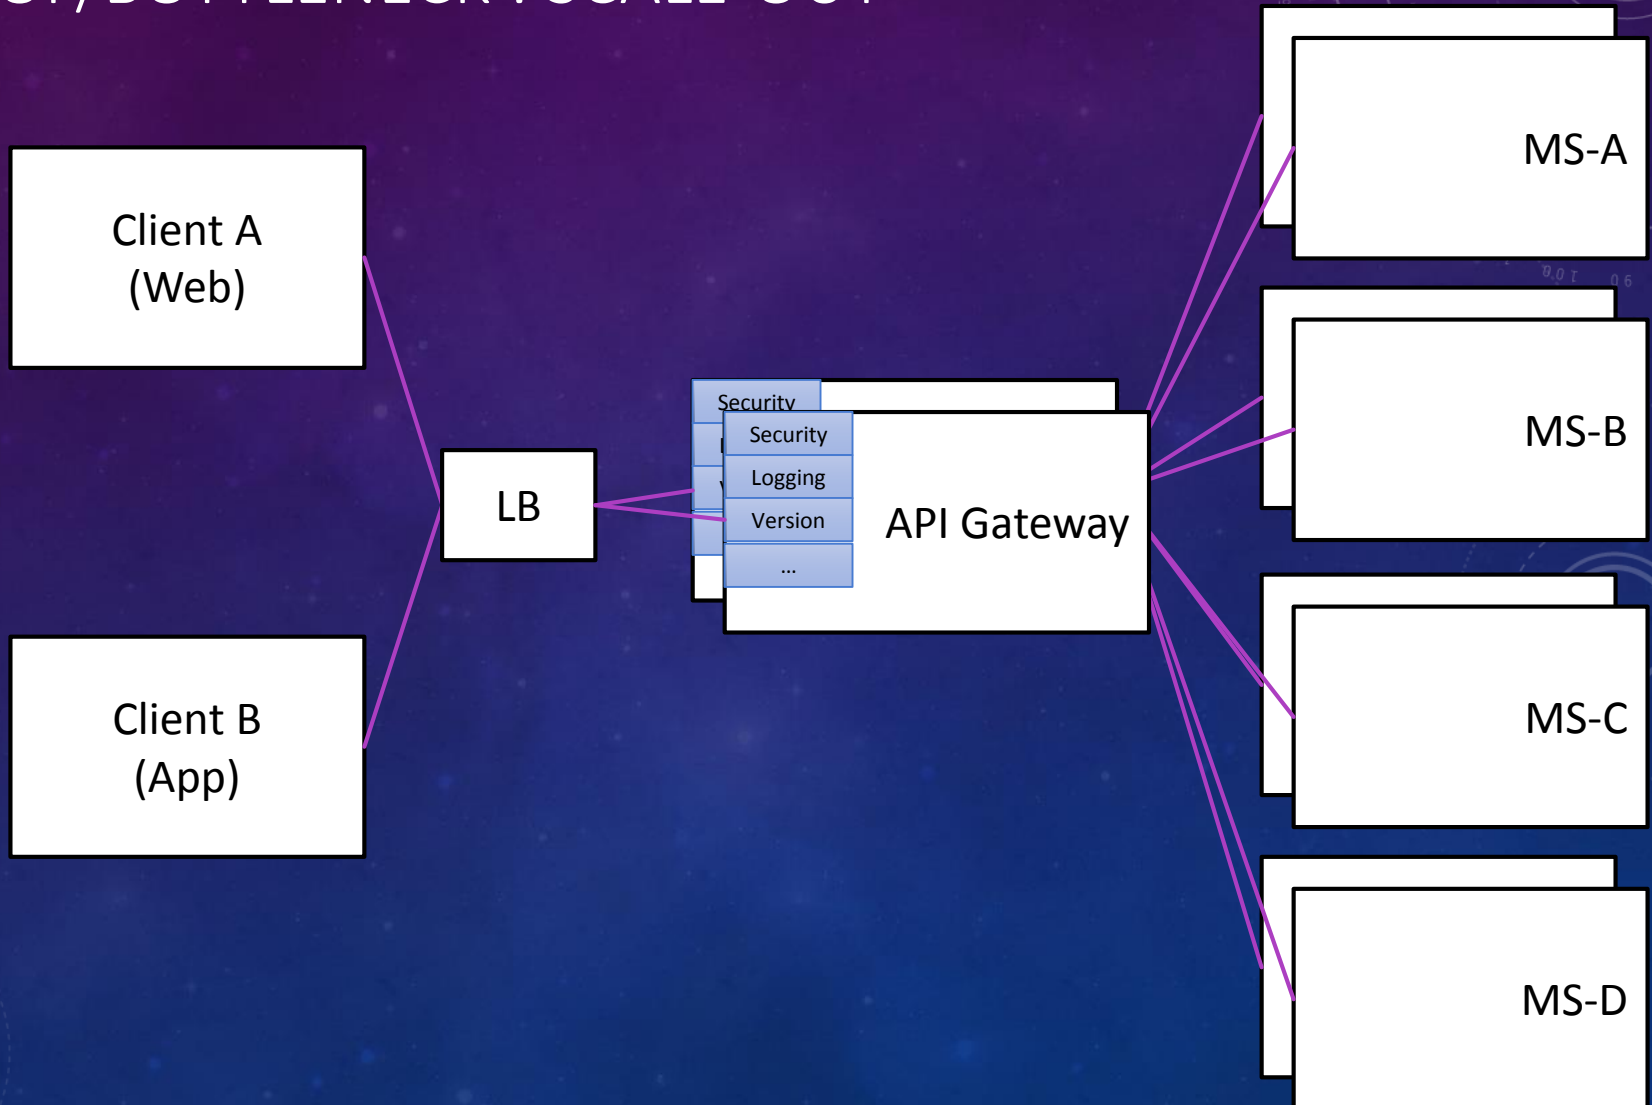 Client A
(Web)
Client B
(App)
LB
Security
Security
Logging
Version
...
API Gateway
MS-A
MS-B
MS-C
MS-D